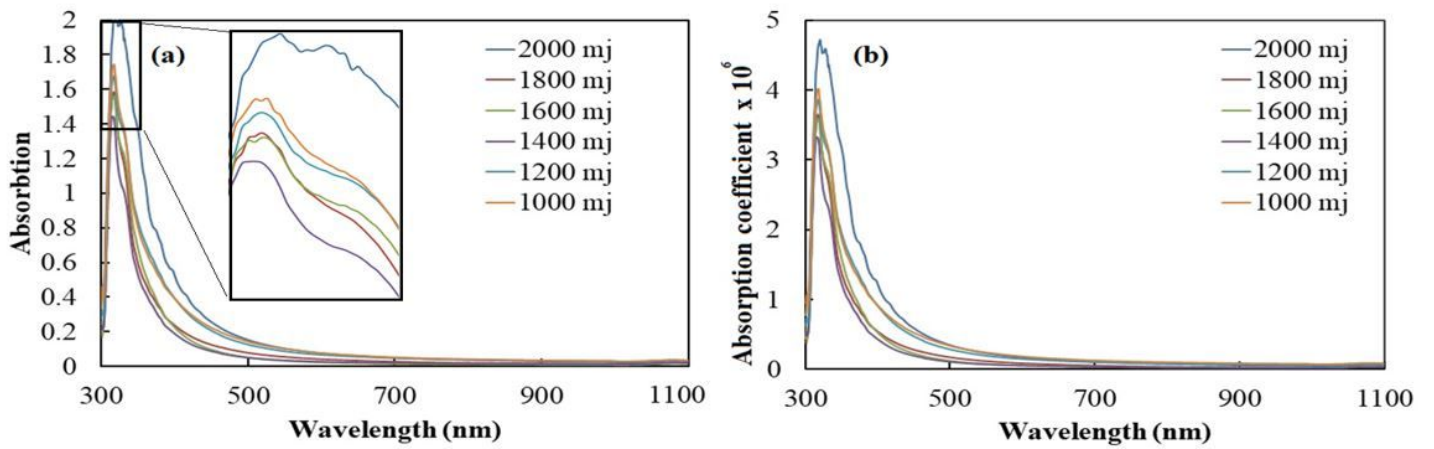 2
1.8
1.6
1.4
1.2
1
0.8
0.6
0.4
0.2
0
Absorbtion
(a)
2000 mj
1800 mj
1600 mj
1400 mj
1200 mj
1000 mj
300 500 700 900 1100
Wavelength (nm)
5
4
3
2
1
0
Absorption coefficient x 10⁶
(b)
2000 mj
1800 mj
1600 mj
1400 mj
1200 mj
1000 mj
300 500 700 900 1100
Wavelength (nm)